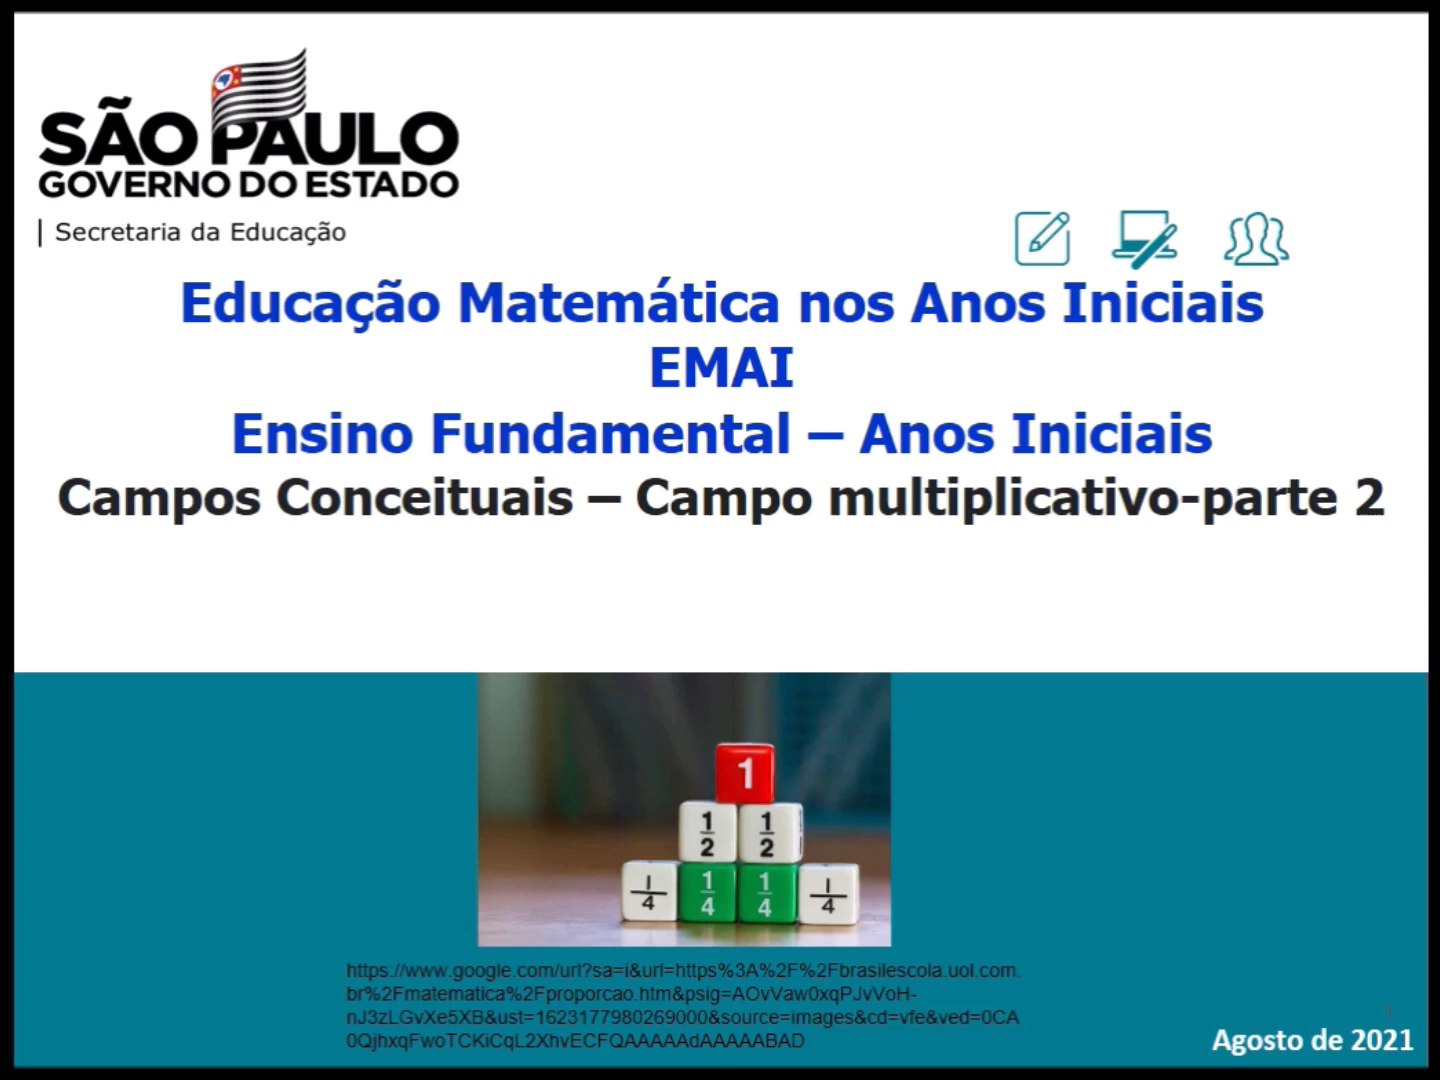 SÃO PAULO
GOVERNO DO ESTADO
| Secretaria da Educação
Educação Matemática nos Anos Iniciais
EMAI
Ensino Fundamental – Anos Iniciais
Campos Conceituais – Campo multiplicativo-parte 2
1
1/2 1/2
1/4 1/4 1/4 1/4
https://www.google.com/url?sa=i&url=https%3A%2F%2Fbrasilescola.uol.com.
br%2Fmatematica%2Fproporcao.htm&psig=AOvVaw0xqPJvVoH-
nJ3zLGvXe5XB&ust=1623177980269000&source=images&cd=vfe&ved=0CA
0QjhxqFwoTCKiCqL2XhvECFQAAAAAdAAAAABAD
Agosto de 2021